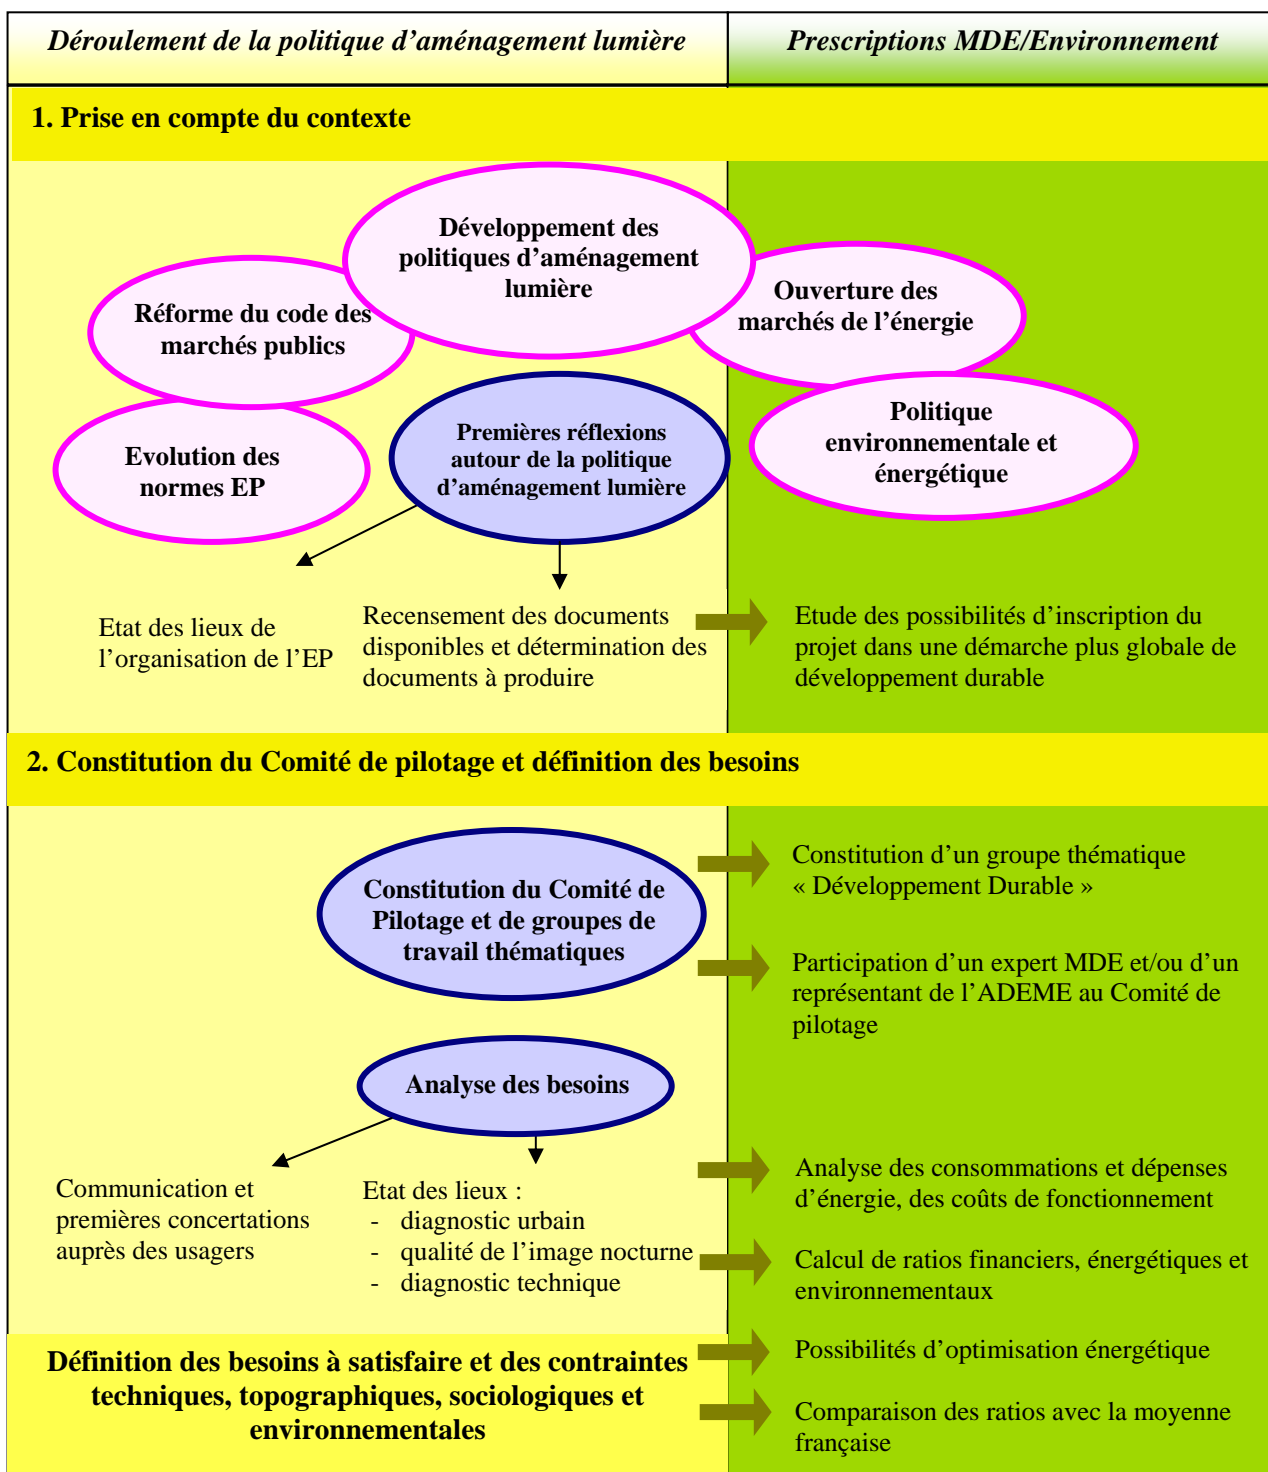 Déroulement de la politique d’aménagement lumière
Prescriptions MDE/Environnement
1. Prise en compte du contexte
Développement des
politiques d’aménagement
lumière
Réforme du code des
marchés publics
Ouverture des
marchés de l’énergie
Evolution des
normes EP
Premières réflexions
autour de la politique
d’aménagement lumière
Politique
environnementale et
énergétique
Etat des lieux de
l’organisation de l’EP
Recensement des documents
disponibles et détermination des
documents à produire
Etude des possibilités d’inscription du
projet dans une démarche plus globale de
développement durable
2. Constitution du Comité de pilotage et définition des besoins
Constitution du Comité de
Pilotage et de groupes de
travail thématiques
Constitution d’un groupe thématique
« Développement Durable »
Participation d’un expert MDE et/ou d’un
représentant de l’ADEME au Comité de
pilotage
Analyse des besoins
Communication et
premières concertations
auprès des usagers
Etat des lieux :
- diagnostic urbain
- qualité de l’image nocturne
- diagnostic technique
Analyse des consommations et dépenses
d’énergie, des coûts de fonctionnement
Calcul de ratios financiers, énergétiques et
environnementaux
Définition des besoins à satisfaire et des contraintes
techniques, topographiques, sociologiques et
environnementales
Possibilités d’optimisation énergétique
Comparaison des ratios avec la moyenne
française